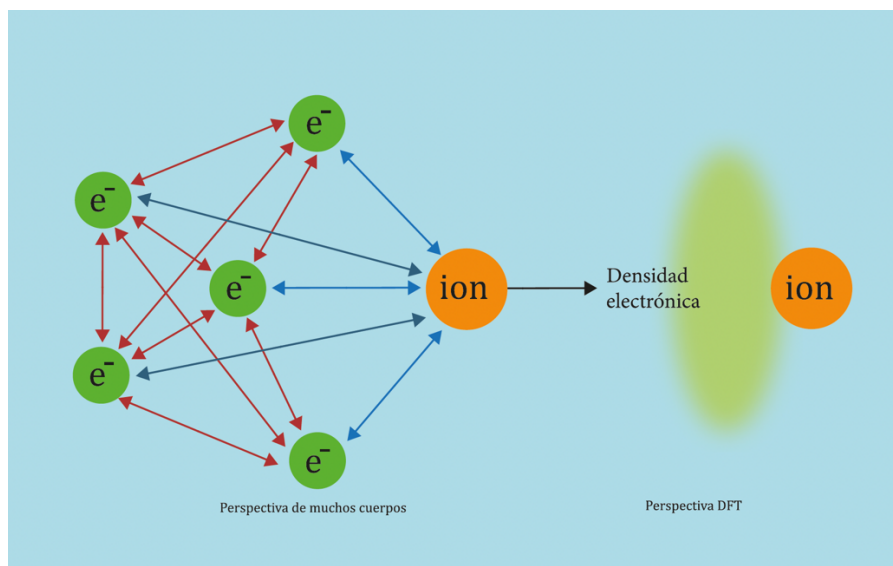 e-
e-
e-
ion
Densidad
electrónica
ion
e-
e-
Perspectiva de muchos cuerpos
Perspectiva DFT